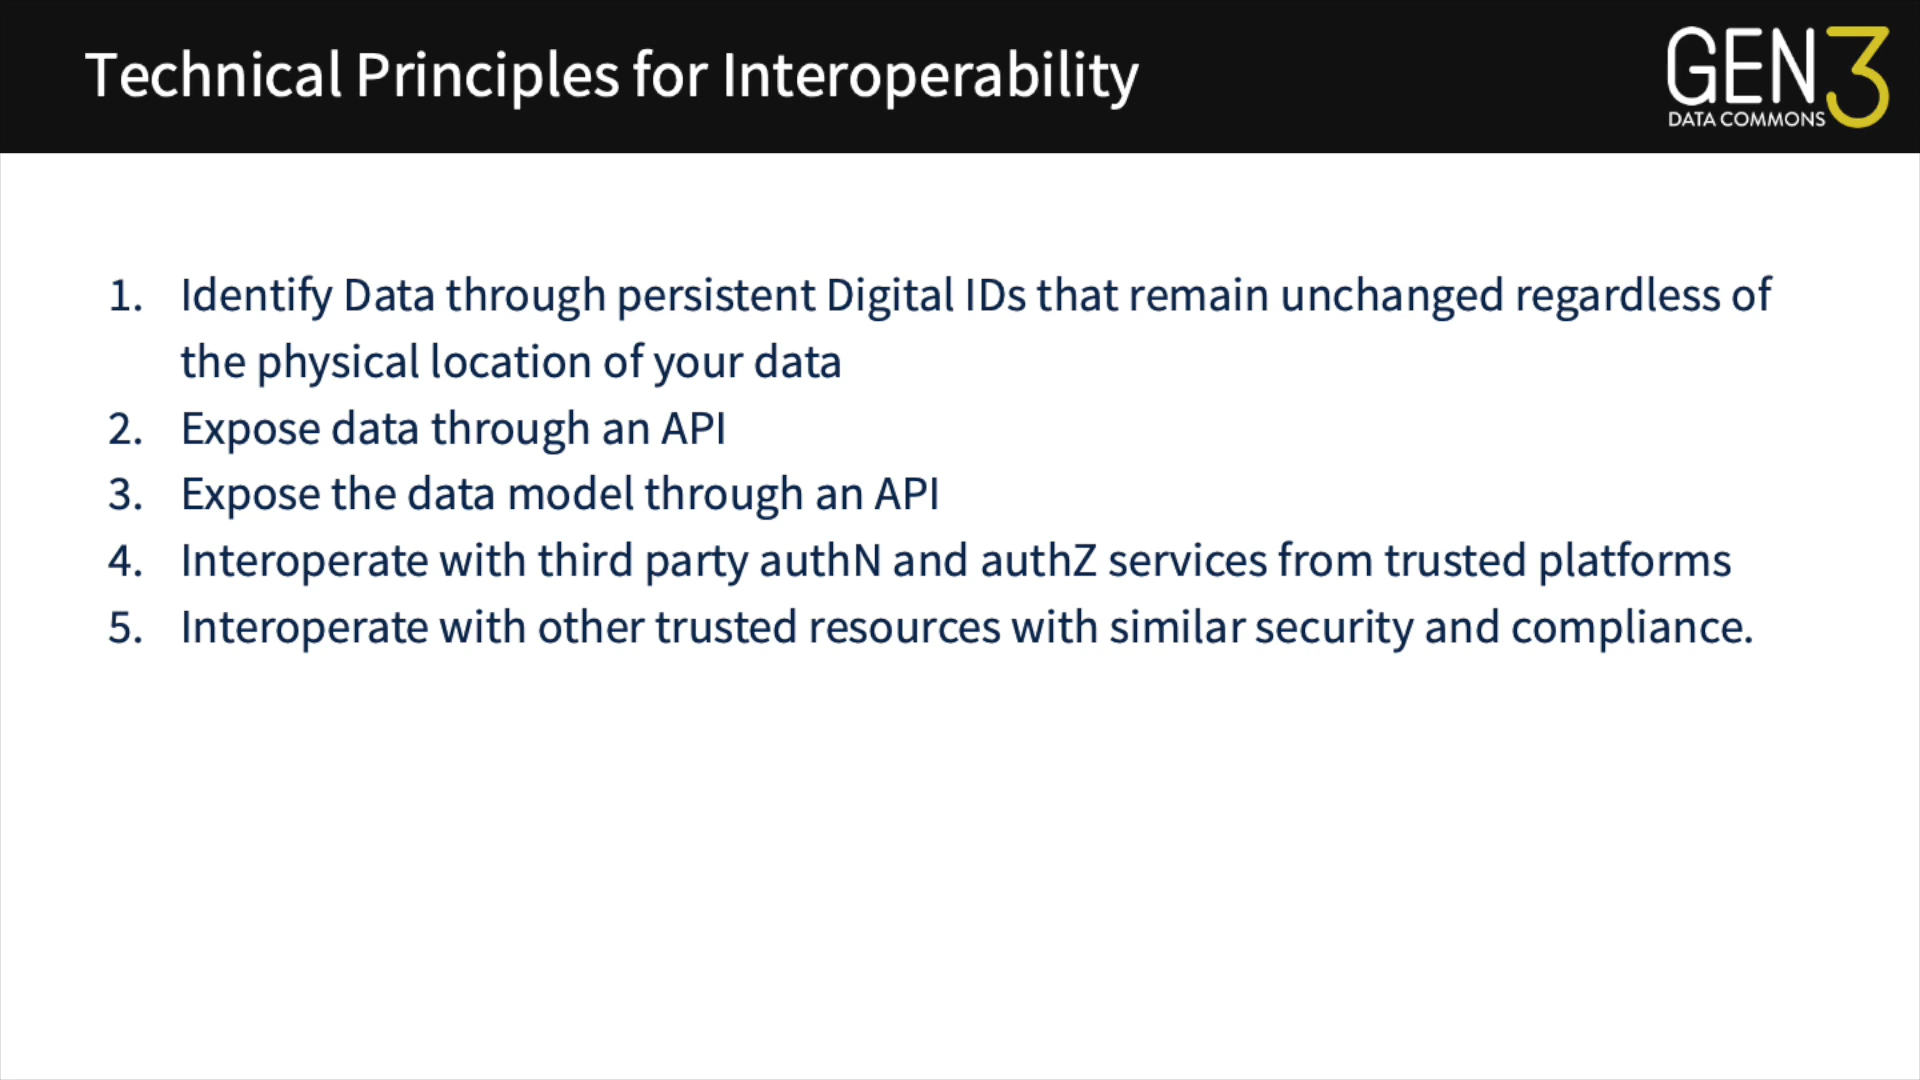 Technical Principles for Interoperability
GEN3
DATA COMMONS
1. Identify Data through persistent Digital IDs that remain unchanged regardless of
the physical location of your data
2. Expose data through an API
3. Expose the data model through an API
4. Interoperate with third party authN and authZ services from trusted platforms
5. Interoperate with other trusted resources with similar security and compliance.